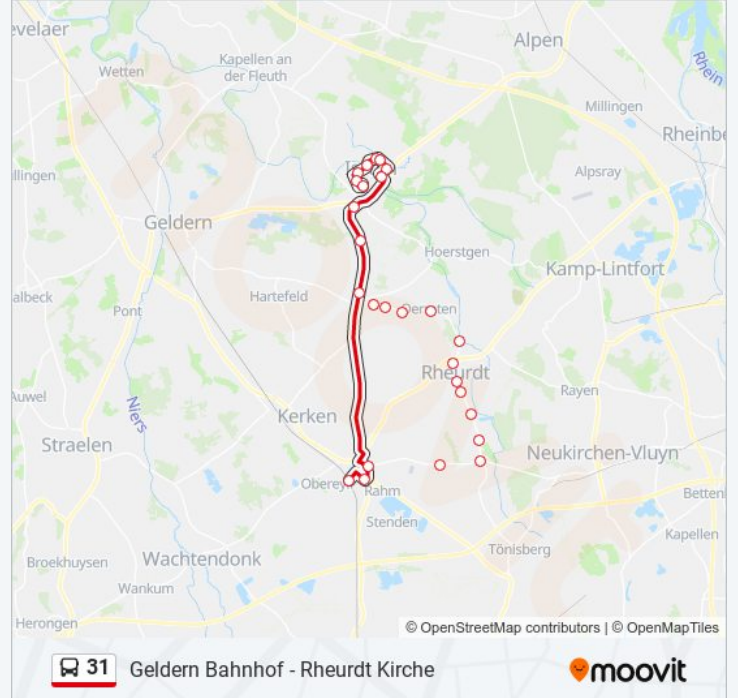 evelaer
Alpen
Kapellen an
der Fleuth
Wetten
Rhein
Millingen
Rheinbe
llingen
Alpsray
Geldern
Hoerstgen
Kamp-Lintfort
albeck
Hartefeld
Pont
Rheurdt
Auwel
Rayen
Niers
Kerken
Straelen
Neukirchen-Vluyn
Rahm
Betten
Stenden
Kapellen
Tönisberg
Broekhuysen
Wachtendonk
Wankum
Herongen
© OpenStreetMap contributors | © OpenMapTiles
31 Geldern Bahnhof - Rheurdt Kirche
moovit